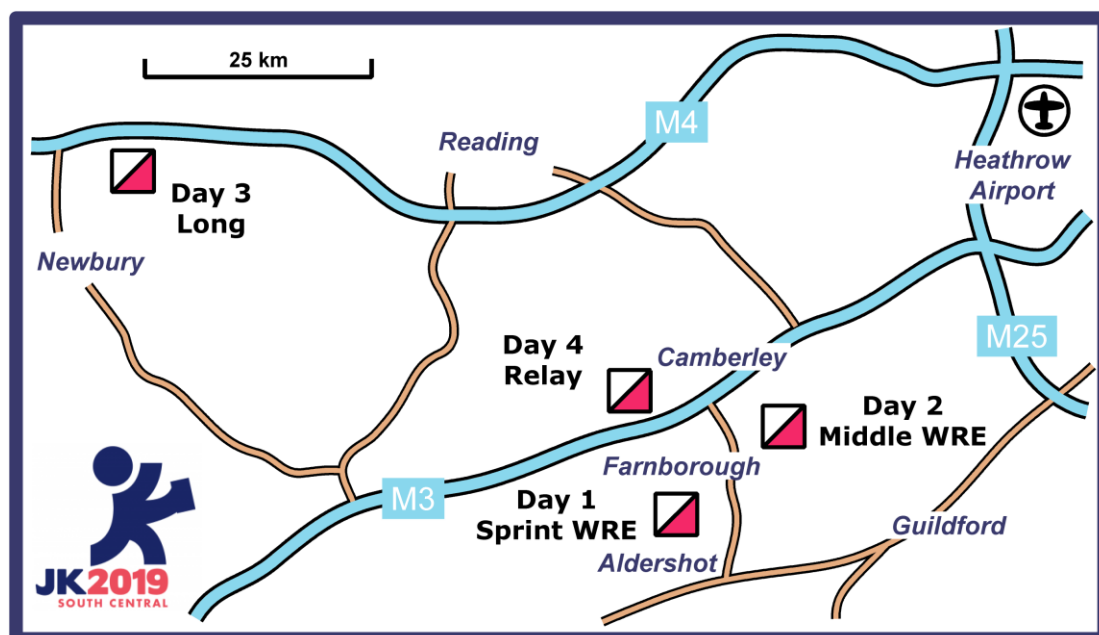 25 km
M4
Reading
Heathrow
Airport
Day 3
Long
Newbury
M25
Day 4
Relay
Camberley
Day 2
Middle WRE
Farnborough
M3
Day 1
Sprint WRE
Guildford
Aldershot
JK2019
SOUTH CENTRAL